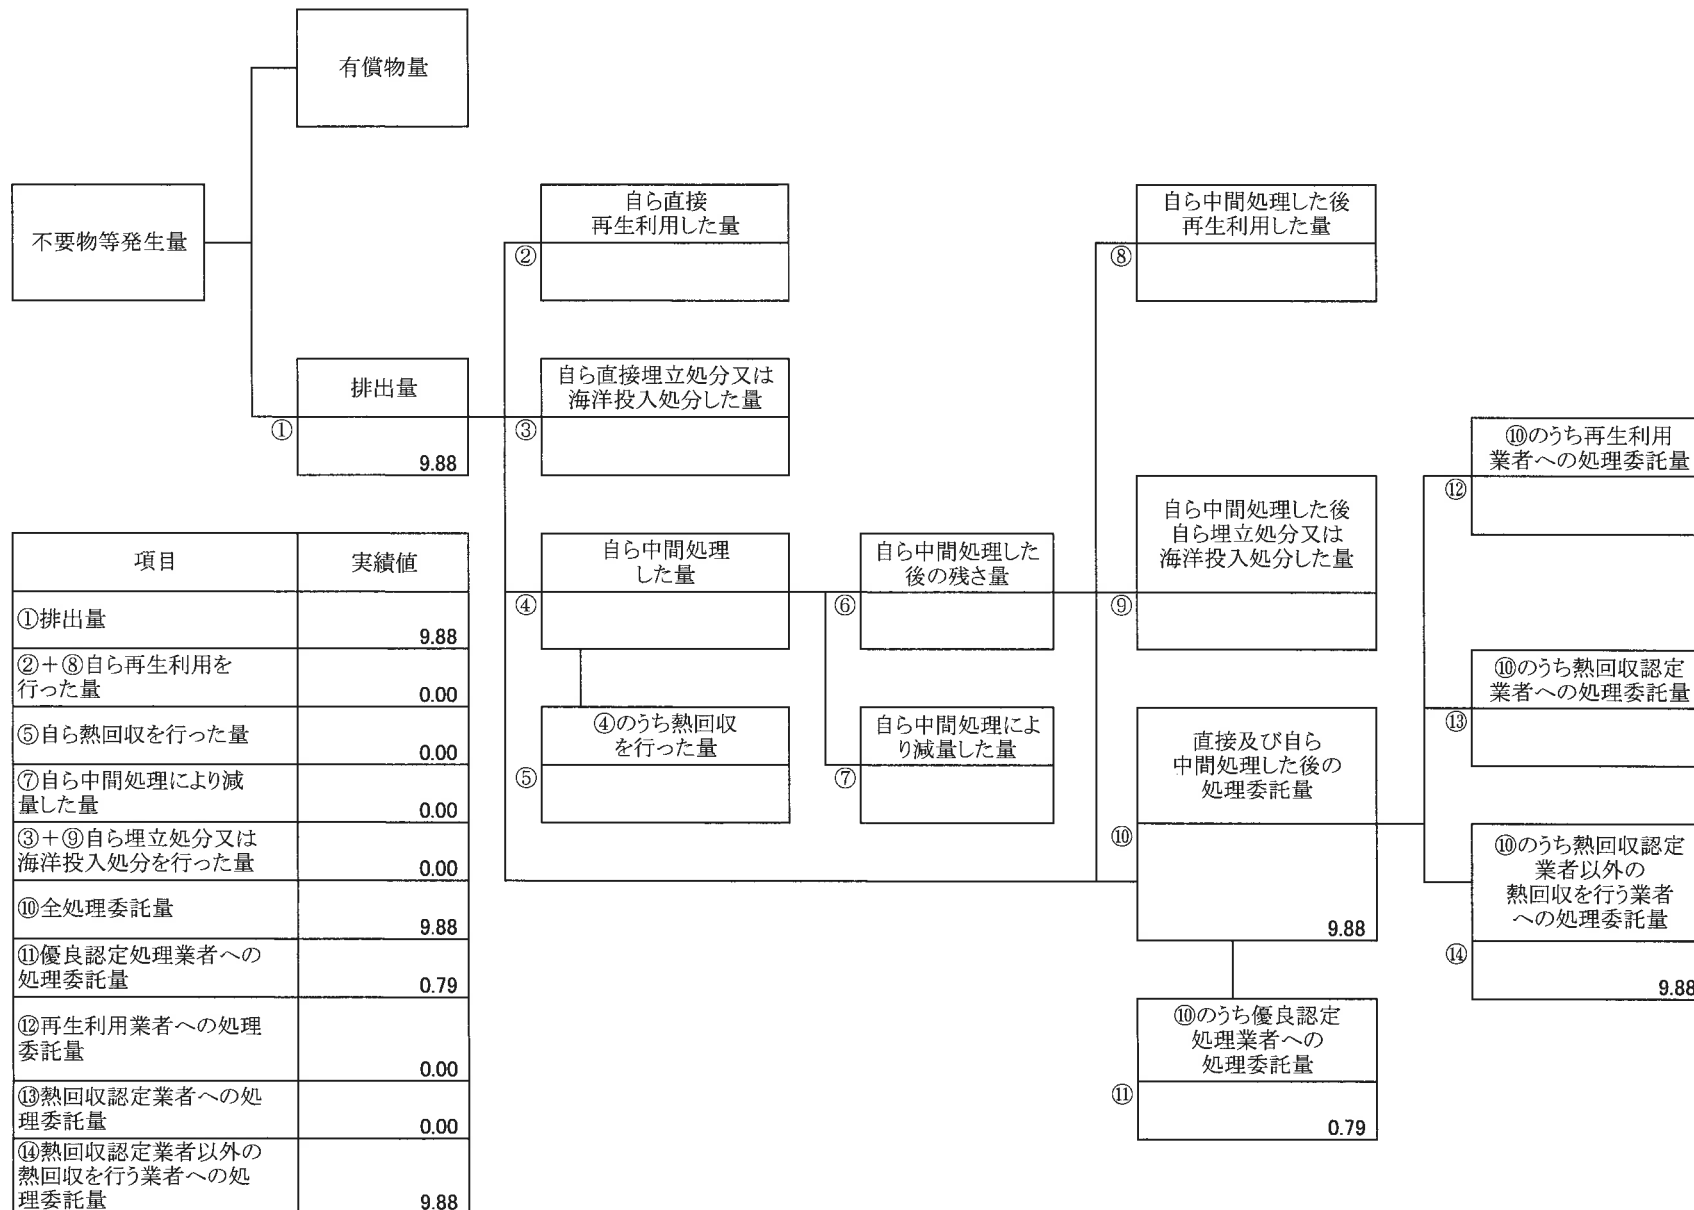 有償物量
不要物等発生量
自ら直接
再生利用した量
②
自ら中間処理した後
再生利用した量
⑧
排出量
①
9.88
自ら直接埋立処分又は
海洋投入処分した量
③
⑩のうち再生利用
業者への処理委託量
⑫
自ら中間処理
した量
④
自ら中間処理した
後の残さ量
⑥
自ら中間処理した後
自ら埋立処分又は
海洋投入処分した量
⑨
⑩のうち熱回収認定
業者への処理委託量
⑬
④のうち熱回収
を行った量
⑤
自ら中間処理によ
り減量した量
⑦
直接及び自ら
中間処理した後の
処理委託量
⑩
9.88
⑩のうち熱回収認定
業者以外の
熱回収を行う業者
への処理委託量
⑭
9.88
⑩のうち優良認定
処理業者への
処理委託量
⑪
0.79
項目 実績値
①排出量
9.88
②+⑧自ら再生利用を
行った量
0.00
⑤自ら熱回収を行った量
0.00
⑦自ら中間処理により減
量した量
0.00
③+⑨自ら埋立処分又は
海洋投入処分を行った量
0.00
⑩全処理委託量
9.88
⑪優良認定処理業者への
処理委託量
0.79
⑫再生利用業者への処理
委託量
0.00
⑬熱回収認定業者への処
理委託量
0.00
⑭熱回収認定業者以外の
熱回収を行う業者への処
理委託量
9.88